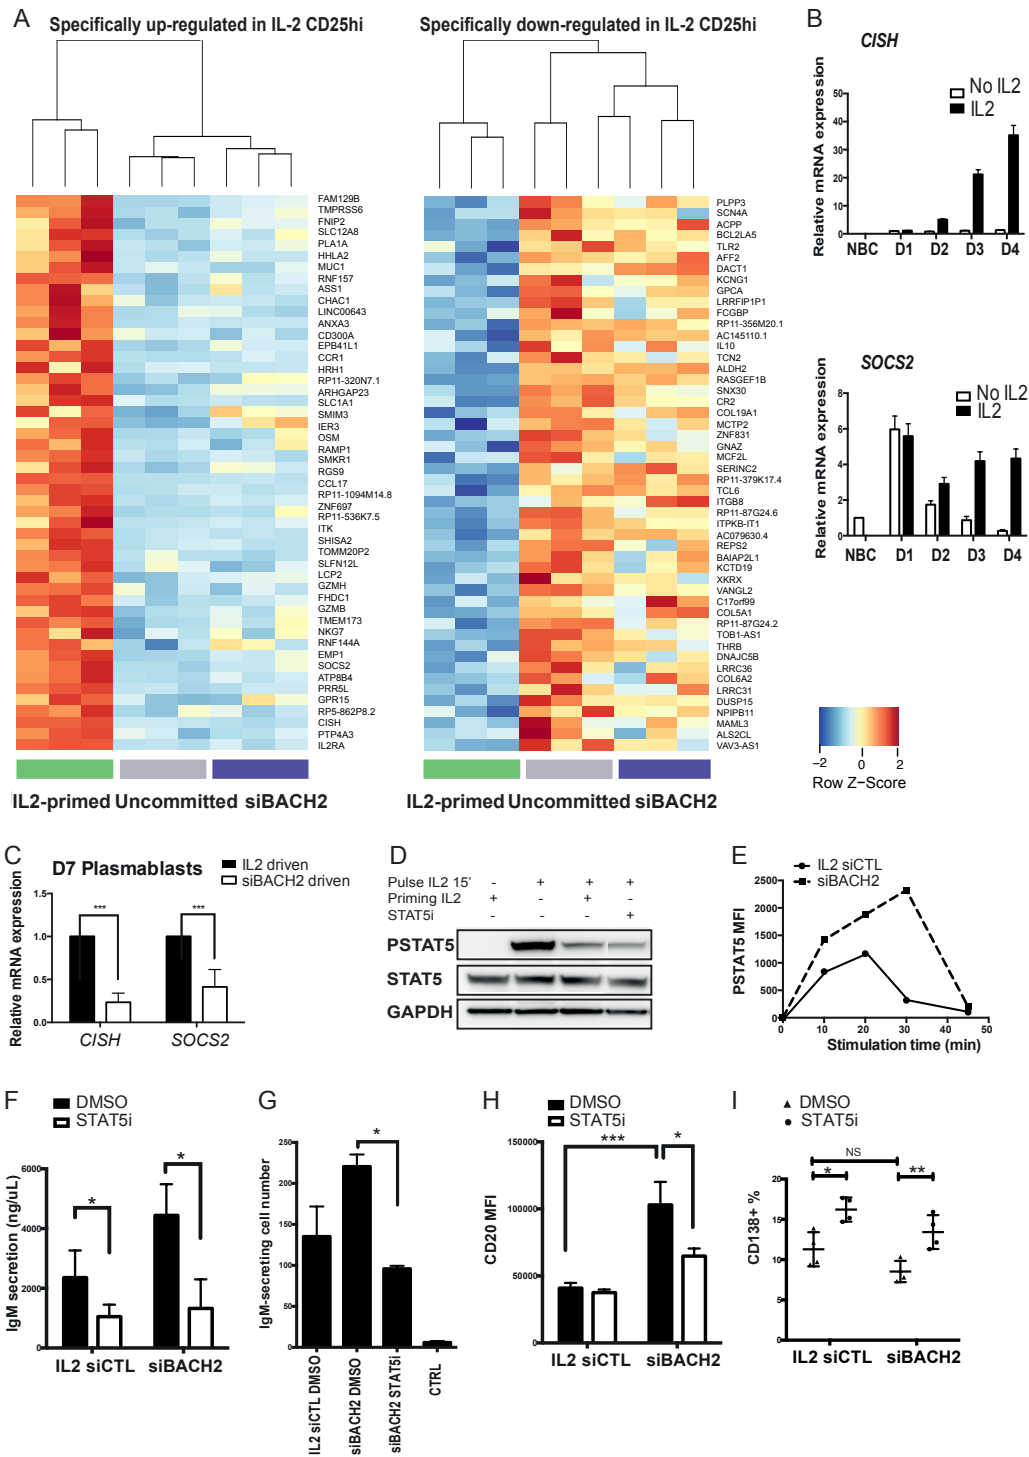 A
Specifically up-regulated in IL-2 CD25hi
FAM129B
TMPRSS6
FNIP2
SLC12A8
PLA1A
HHLA2
MUC1
RNF157
ASS1
CHAC1
LINC00643
ANXA3
CD300A
EPB41L1
CCR1
HRH1
RP11-320N7.1
ARHGAP23
SLC1A1
SMIM3
IER3
OSM
RAMP1
SMKR1
RGS9
CCL17
RP11-1094M14.8
ZNF697
RP11-536K7.5
ITK
SHISA2
TOMM20P2
SLFN12L
LCP2
GZMH
FHDC1
GZMB
TMEM173
NKG7
RNF144A
EMP1
SOCS2
ATP8B4
PRR5L
GPR15
RP5-862P8.2
CISH
PTP4A3
IL2RA
IL2-primed Uncommitted siBACH2
Specifically down-regulated in IL-2 CD25hi
PLPP3
SCN4A
ACPP
BCL2LA5
TLR2
AFF2
DACT1
KCNG1
GPCA
LRRFIP1P1
FCGBP
RP11-356M20.1
AC145110.1
IL10
TCN2
ALDH2
RASGEF1B
SNX30
CR2
COL19A1
MCTP2
ZNF831
GNAZ
MCF2L
SERINC2
RP11-379K17.4
TCL6
ITGB8
RP11-87G24.6
ITPKB-IT1
AC079630.4
REPS2
BAIAP2L1
KCTD19
XKRX
VANGL2
C17orf99
COL5A1
RP11-87G24.2
TOB1-AS1
THRB
DNAJC5B
LRRC36
COL6A2
LRRC31
DUSP15
NPIPB11
MAML3
ALS2CL
VAV3-AS1
IL2-primed Uncommitted siBACH2
−2 0 2
Row Z−Score
B
CISH
No IL2
IL2
Relative mRNA expression
50
40
30
20
10
0
NBC D1 D2 D3 D4
SOCS2
No IL2
IL2
Relative mRNA expression
8
6
4
2
0
NBC D1 D2 D3 D4
C
D7 Plasmablasts
IL2 driven
siBACH2 driven
Relative mRNA expression
1.5
1.0
0.5
0.0
*** ***
CISH SOCS2
D
Pulse IL2 15' - + + +
Priming IL2 + - + +
STAT5i - - - +
PSTAT5
STAT5
GAPDH
E
IL2 siCTL
siBACH2
PSTAT5 MFI
2500
2000
1500
1000
500
0
0 10 20 30 40 50
Stimulation time (min)
F
DMSO
STAT5i
IgM secretion (ng/uL)
6000
4000
2000
0
* *
IL2 siCTL siBACH2
G
IgM-secreting cell number
250
200
150
100
50
0
*
IL2 siCTL DMSO
siBACH2 DMSO
siBACH2 STAT5i
CTRL
H
DMSO
STAT5i
CD20 MFI
150000
100000
50000
0
*** *
IL2 siCTL siBACH2
I
DMSO
STAT5i
CD138+ %
20
15
10
5
0
NS
* **
IL2 siCTL siBACH2